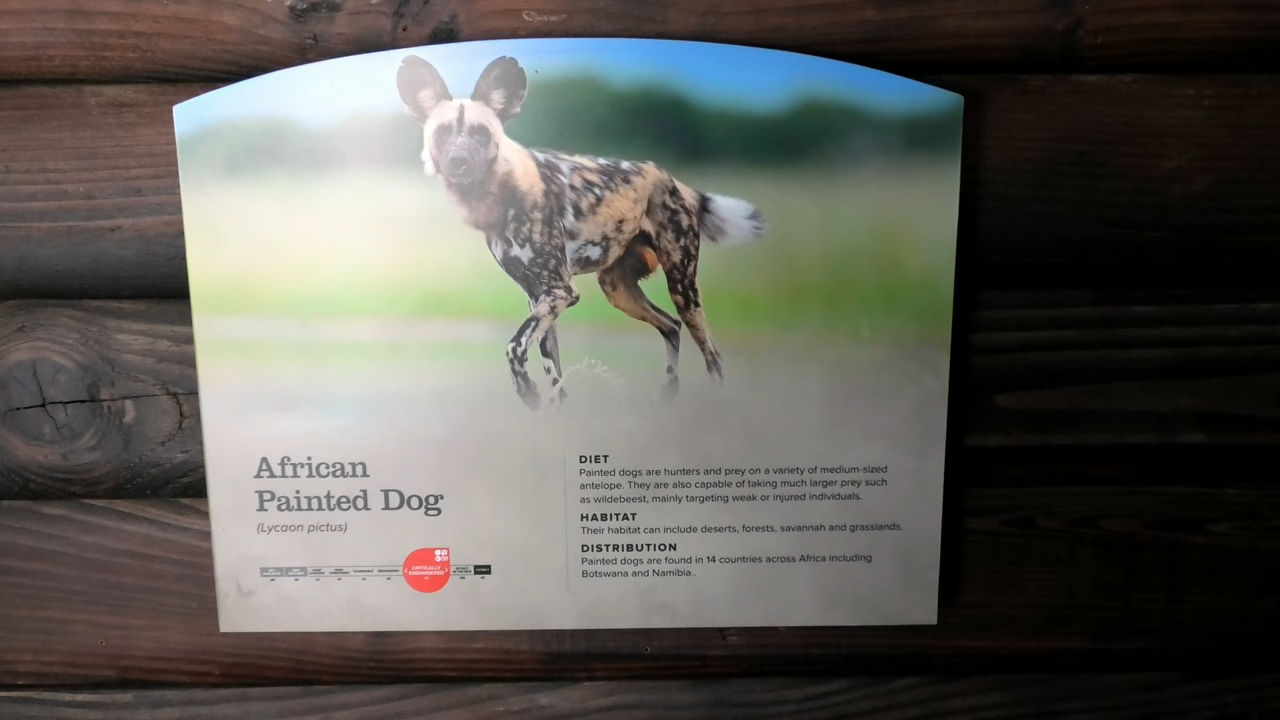 African
Painted Dog
(Lycaon pictus)
CRITICALLY
ENDANGERED
DIET
Painted dogs are hunters and prey on a variety of medium-sized
antelope. They are also capable of taking much larger prey such
as wildebeest, mainly targeting weak or injured individuals.
HABITAT
Their habitat can include deserts, forests, savannah and grasslands.
DISTRIBUTION
Painted dogs are found in 14 countries across Africa including
Botswana and Namibia..